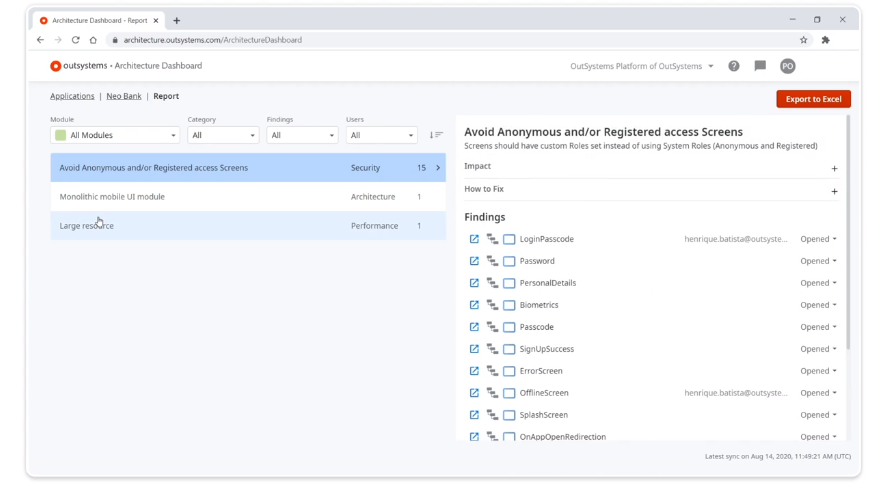 Architecture Dashboard - Report
architecture.outsystems.com/ArchitectureDashboard
outsystems • Architecture Dashboard
OutSystems Platform of OutSystems
PO
Applications | Neo Bank | Report
Export to Excel
Module Category Findings Users
All Modules All All All
Avoid Anonymous and/or Registered access Screens Security 15
Monolithic mobile UI module Architecture 1
Large resource Performance 1
Avoid Anonymous and/or Registered access Screens
Screens should have custom Roles set instead of using System Roles (Anonymous and Registered)
Impact
How to Fix
Findings
LoginPasscode henrique.batista@outsyste... Opened
Password Opened
PersonalDetails Opened
Biometrics Opened
Passcode Opened
SignUpSuccess Opened
ErrorScreen Opened
OfflineScreen henrique.batista@outsyste... Opened
SplashScreen Opened
OnAppOpenRedirection Opened
Latest sync on Aug 14, 2020, 11:49:21 AM (UTC)